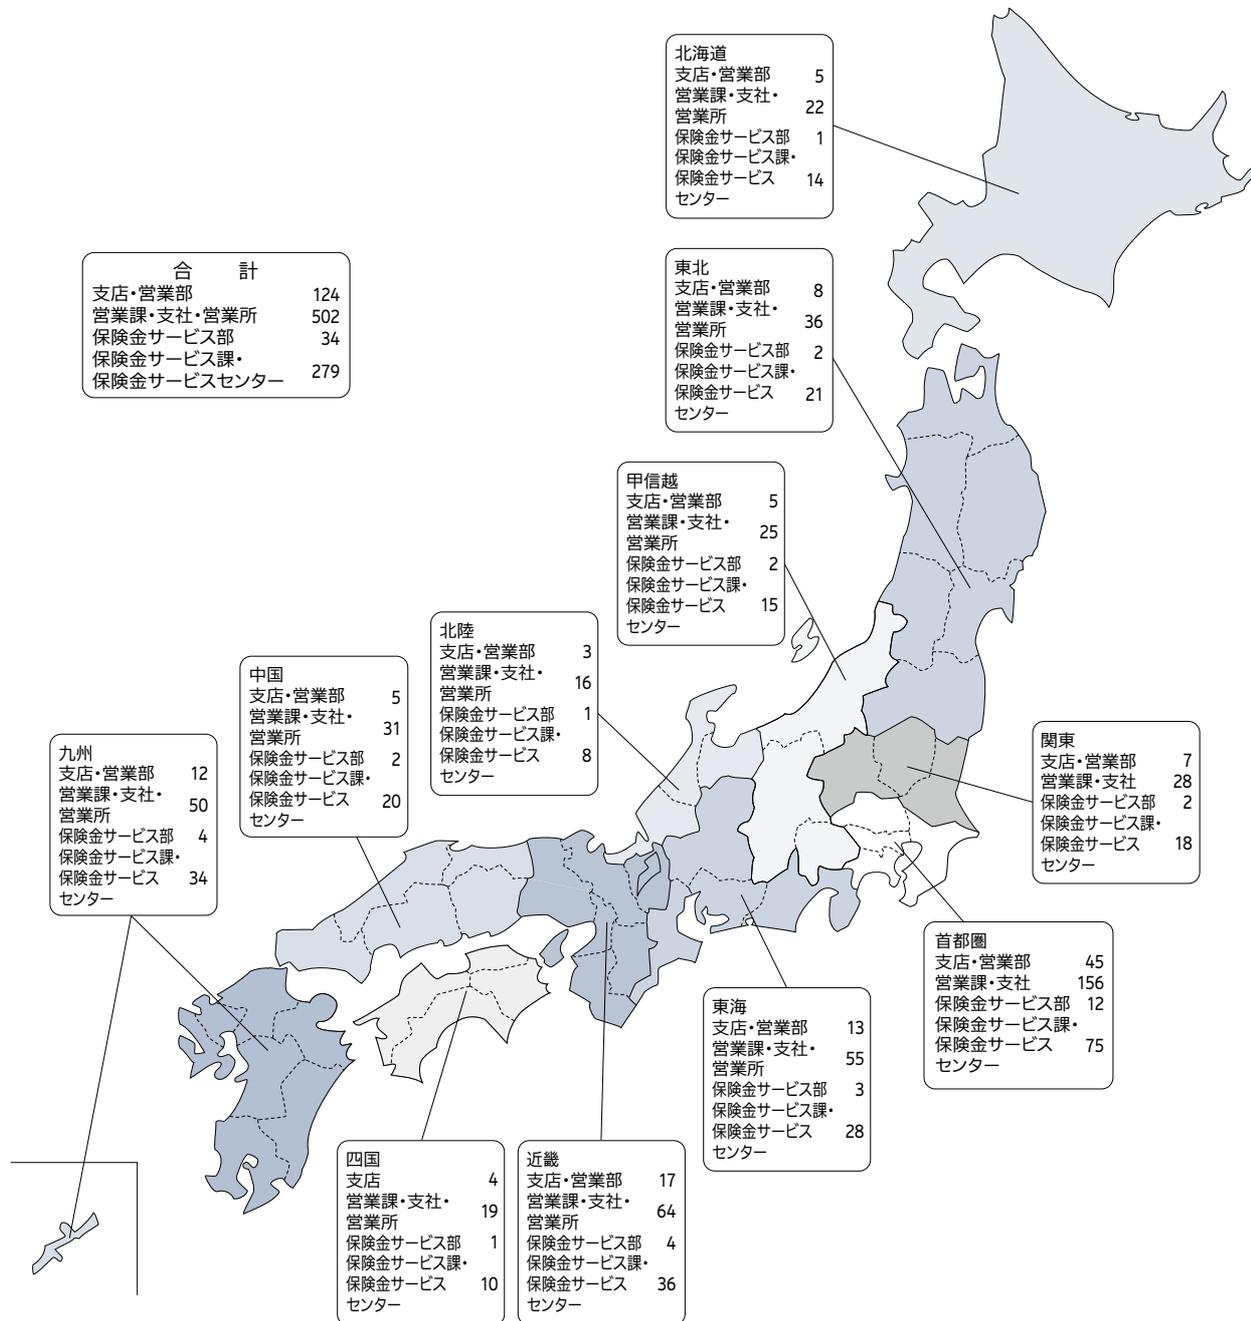 北海道
支店・営業部 5
営業課・支社・
営業所 22
保険金サービス部 1
保険金サービス課・
保険金サービス 14
センター
合 計
支店・営業部 124
営業課・支社・営業所 502
保険金サービス部 34
保険金サービス課・
保険金サービスセンター 279
東北
支店・営業部 8
営業課・支社・
営業所 36
保険金サービス部 2
保険金サービス課・
保険金サービス 21
センター
甲信越
支店・営業部 5
営業課・支社・
営業所 25
保険金サービス部 2
保険金サービス課・
保険金サービス 15
センター
北陸
支店・営業部 3
営業課・支社・
営業所 16
保険金サービス部 1
保険金サービス課・
保険金サービス 8
センター
中国
支店・営業部 5
営業課・支社・
営業所 31
保険金サービス部 2
保険金サービス課・
保険金サービス 20
センター
九州
支店・営業部 12
営業課・支社・
営業所 50
保険金サービス部 4
保険金サービス課・
保険金サービス 34
センター
関東
支店・営業部 7
営業課・支社 28
保険金サービス部 2
保険金サービス課・
保険金サービス 18
センター
首都圏
支店・営業部 45
営業課・支社 156
保険金サービス部 12
保険金サービス課・
保険金サービス 75
センター
東海
支店・営業部 13
営業課・支社・
営業所 55
保険金サービス部 3
保険金サービス課・
保険金サービス 28
センター
四国
支店 4
営業課・支社・
営業所 19
保険金サービス部 1
保険金サービス課・
保険金サービス 10
センター
近畿
支店・営業部 17
営業課・支社・
営業所 64
保険金サービス部 4
保険金サービス課・
保険金サービス 36
センター